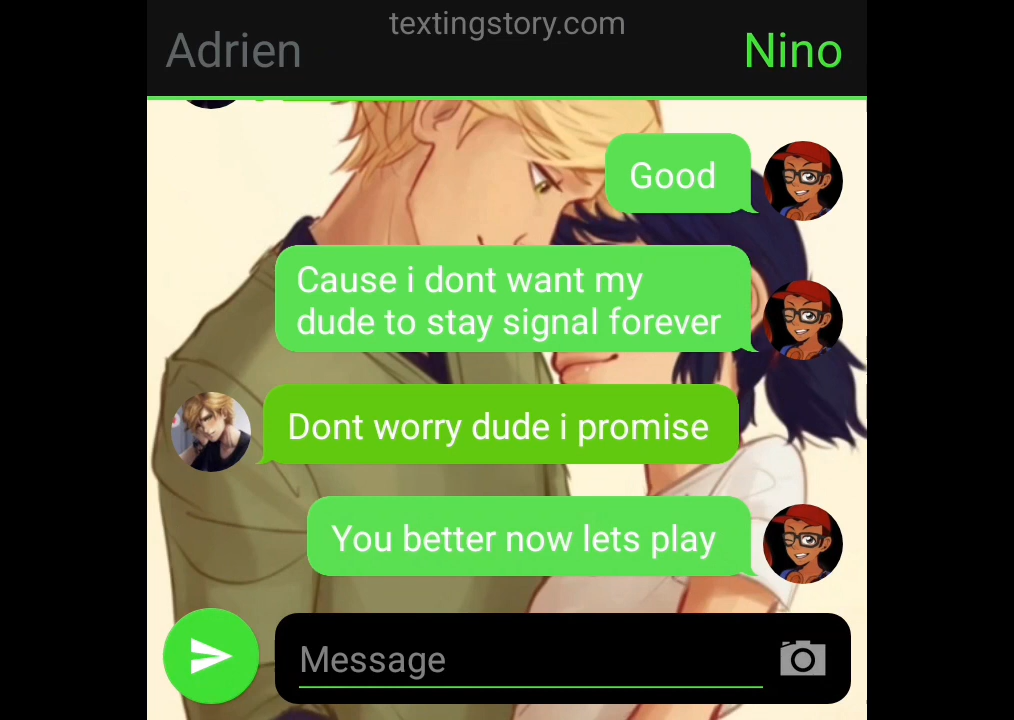 textingstory.com
Adrien
Nino
Good
Cause i dont want my
dude to stay signal forever
Dont worry dude i promise
You better now lets play
Message